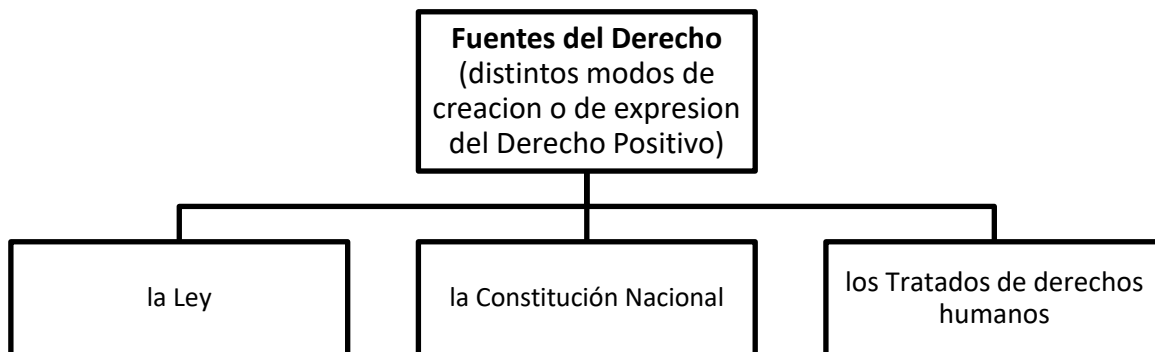 Fuentes del Derecho
(distintos modos de
creacion o de expresion
del Derecho Positivo)
la Ley
la Constitución Nacional
los Tratados de derechos
humanos